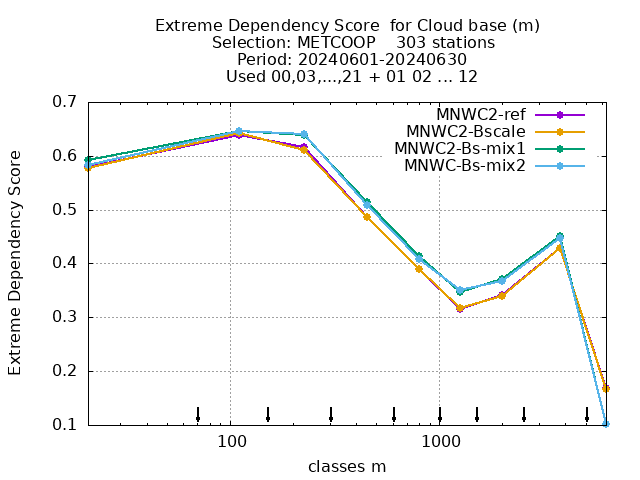 Extreme Dependency Score  for Cloud base (m)
Selection: METCOOP    303 stations
Period: 20240601-20240630
Used 00,03,...,21 + 01 02 ... 12
MNWC2-ref
MNWC2-Bscale
MNWC2-Bs-mix1
MNWC-Bs-mix2
Extreme Dependency Score
0.7
0.6
0.5
0.4
0.3
0.2
0.1
100
1000
classes m